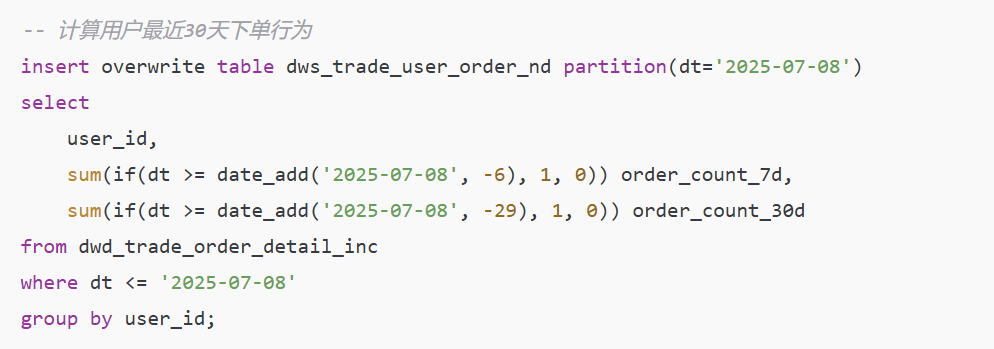 -- 计算用户最近30天下单行为
insert overwrite table dws_trade_user_order_nd partition(dt='2025-07-08')
select
    user_id,
    sum(if(dt >= date_add('2025-07-08', -6), 1, 0)) order_count_7d,
    sum(if(dt >= date_add('2025-07-08', -29), 1, 0)) order_count_30d
from dwd_trade_order_detail_inc
where dt <= '2025-07-08'
group by user_id;